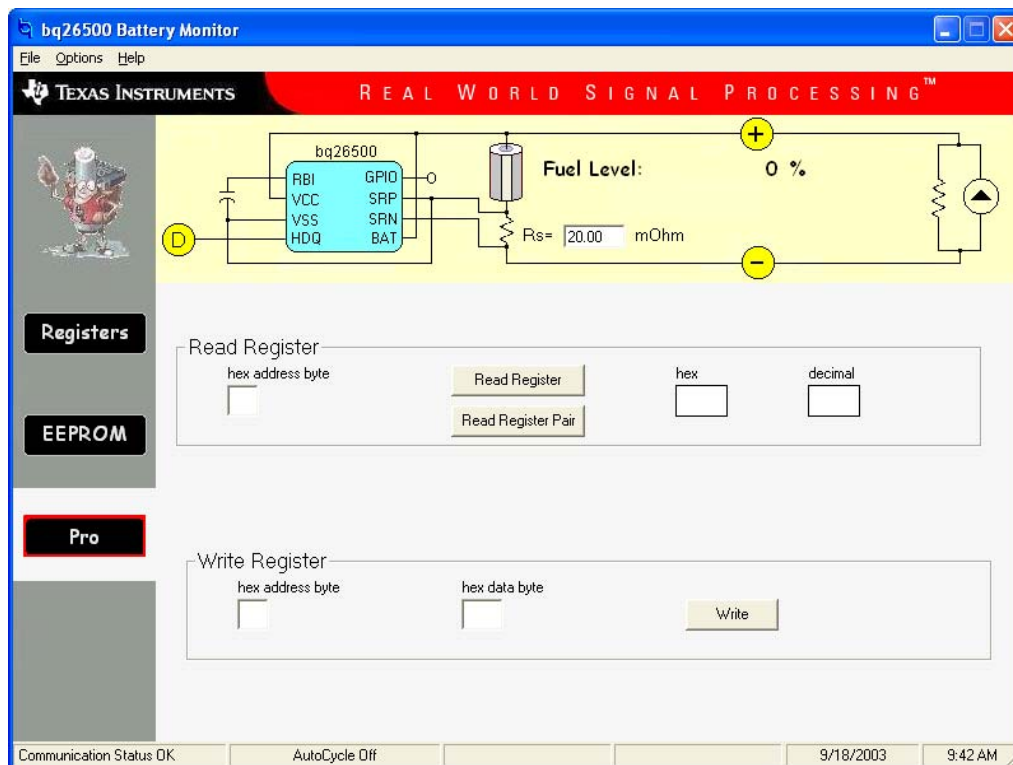 bq26500 Battery Monitor
File Options Help
TEXAS INSTRUMENTS REAL WORLD SIGNAL PROCESSING™
bq26500
RBI GPIO
VCC SRP
VSS SRN
HDQ BAT
D
+
Fuel Level: 0 %
Rs= 20.00 mOhm
−
Registers
EEPROM
Pro
Read Register
hex address byte
Read Register
Read Register Pair
hex
decimal
Write Register
hex address byte
hex data byte
Write
Communication Status OK AutoCycle Off 9/18/2003 9:42 AM